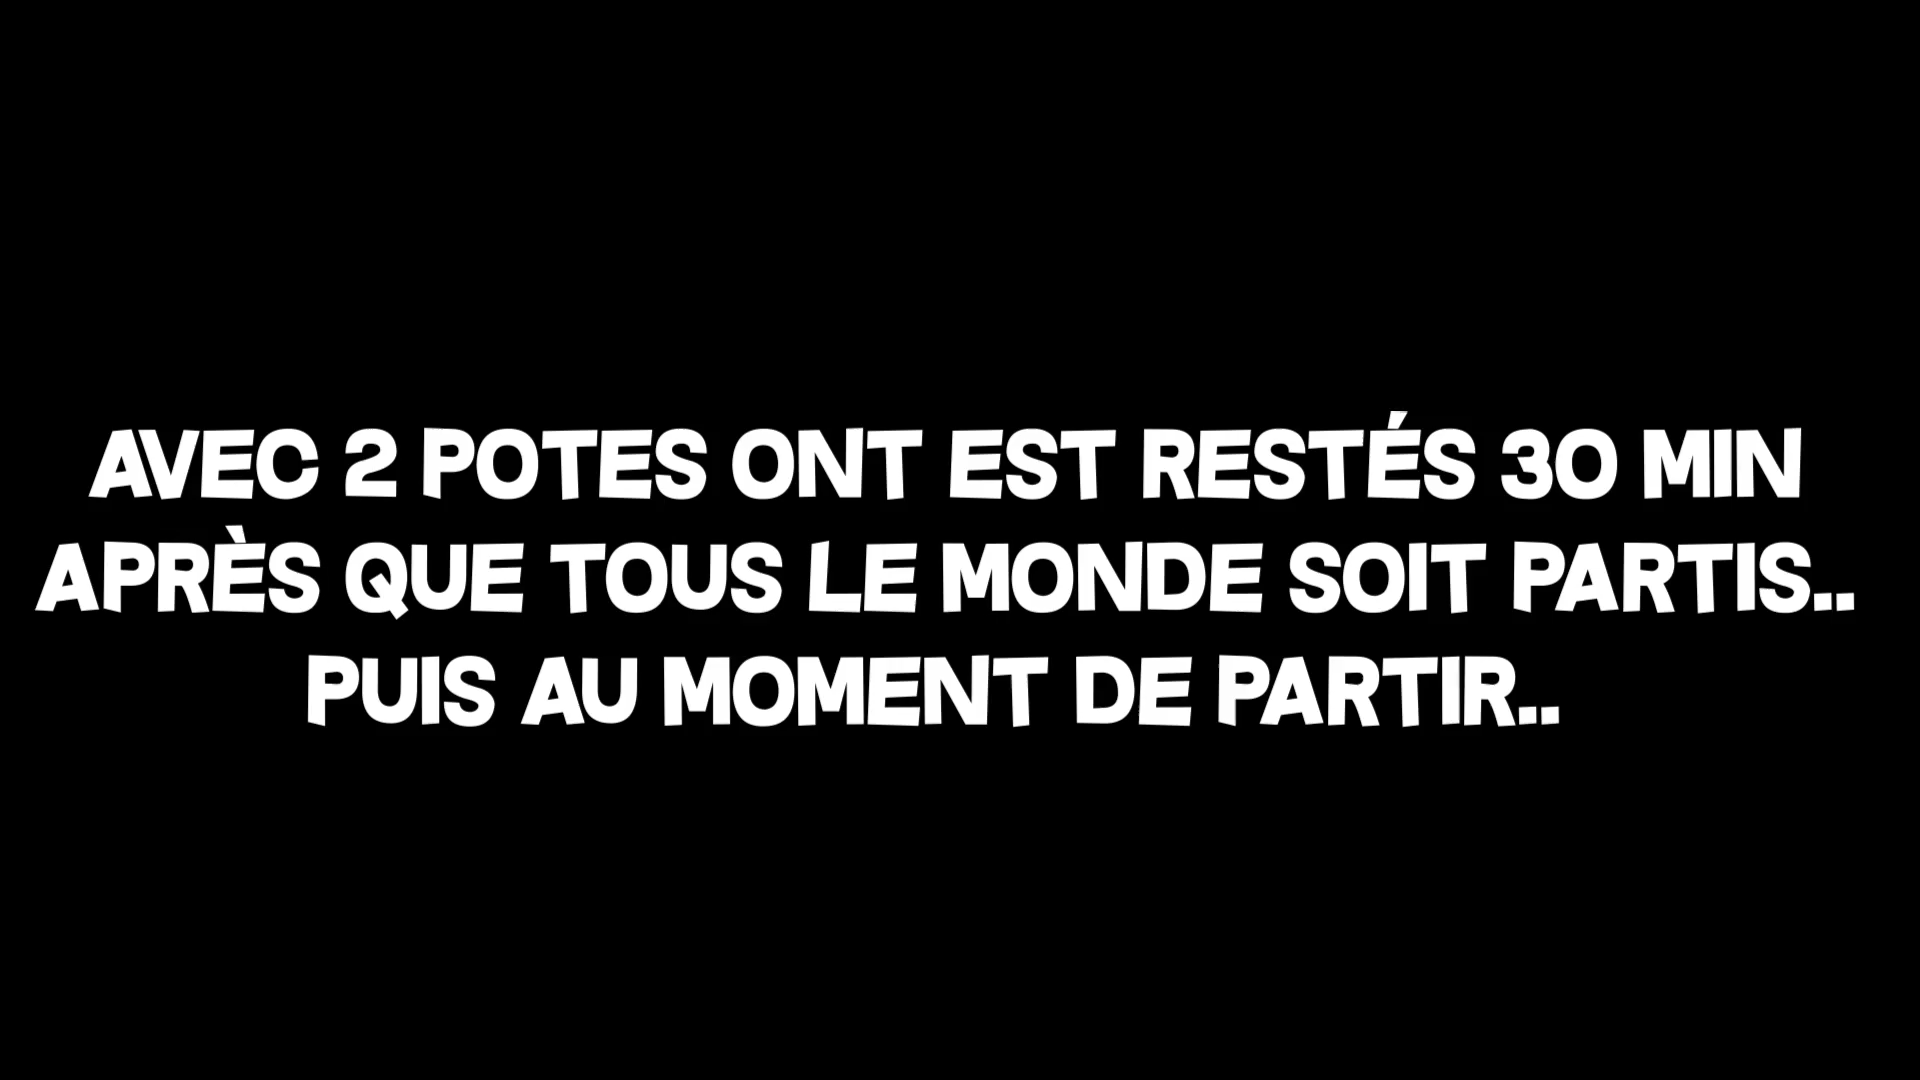 AVEC 2 POTES ONT EST RESTÉS 30 MIN
APRÈS QUE TOUS LE MONDE SOIT PARTIS..
PUIS AU MOMENT DE PARTIR..